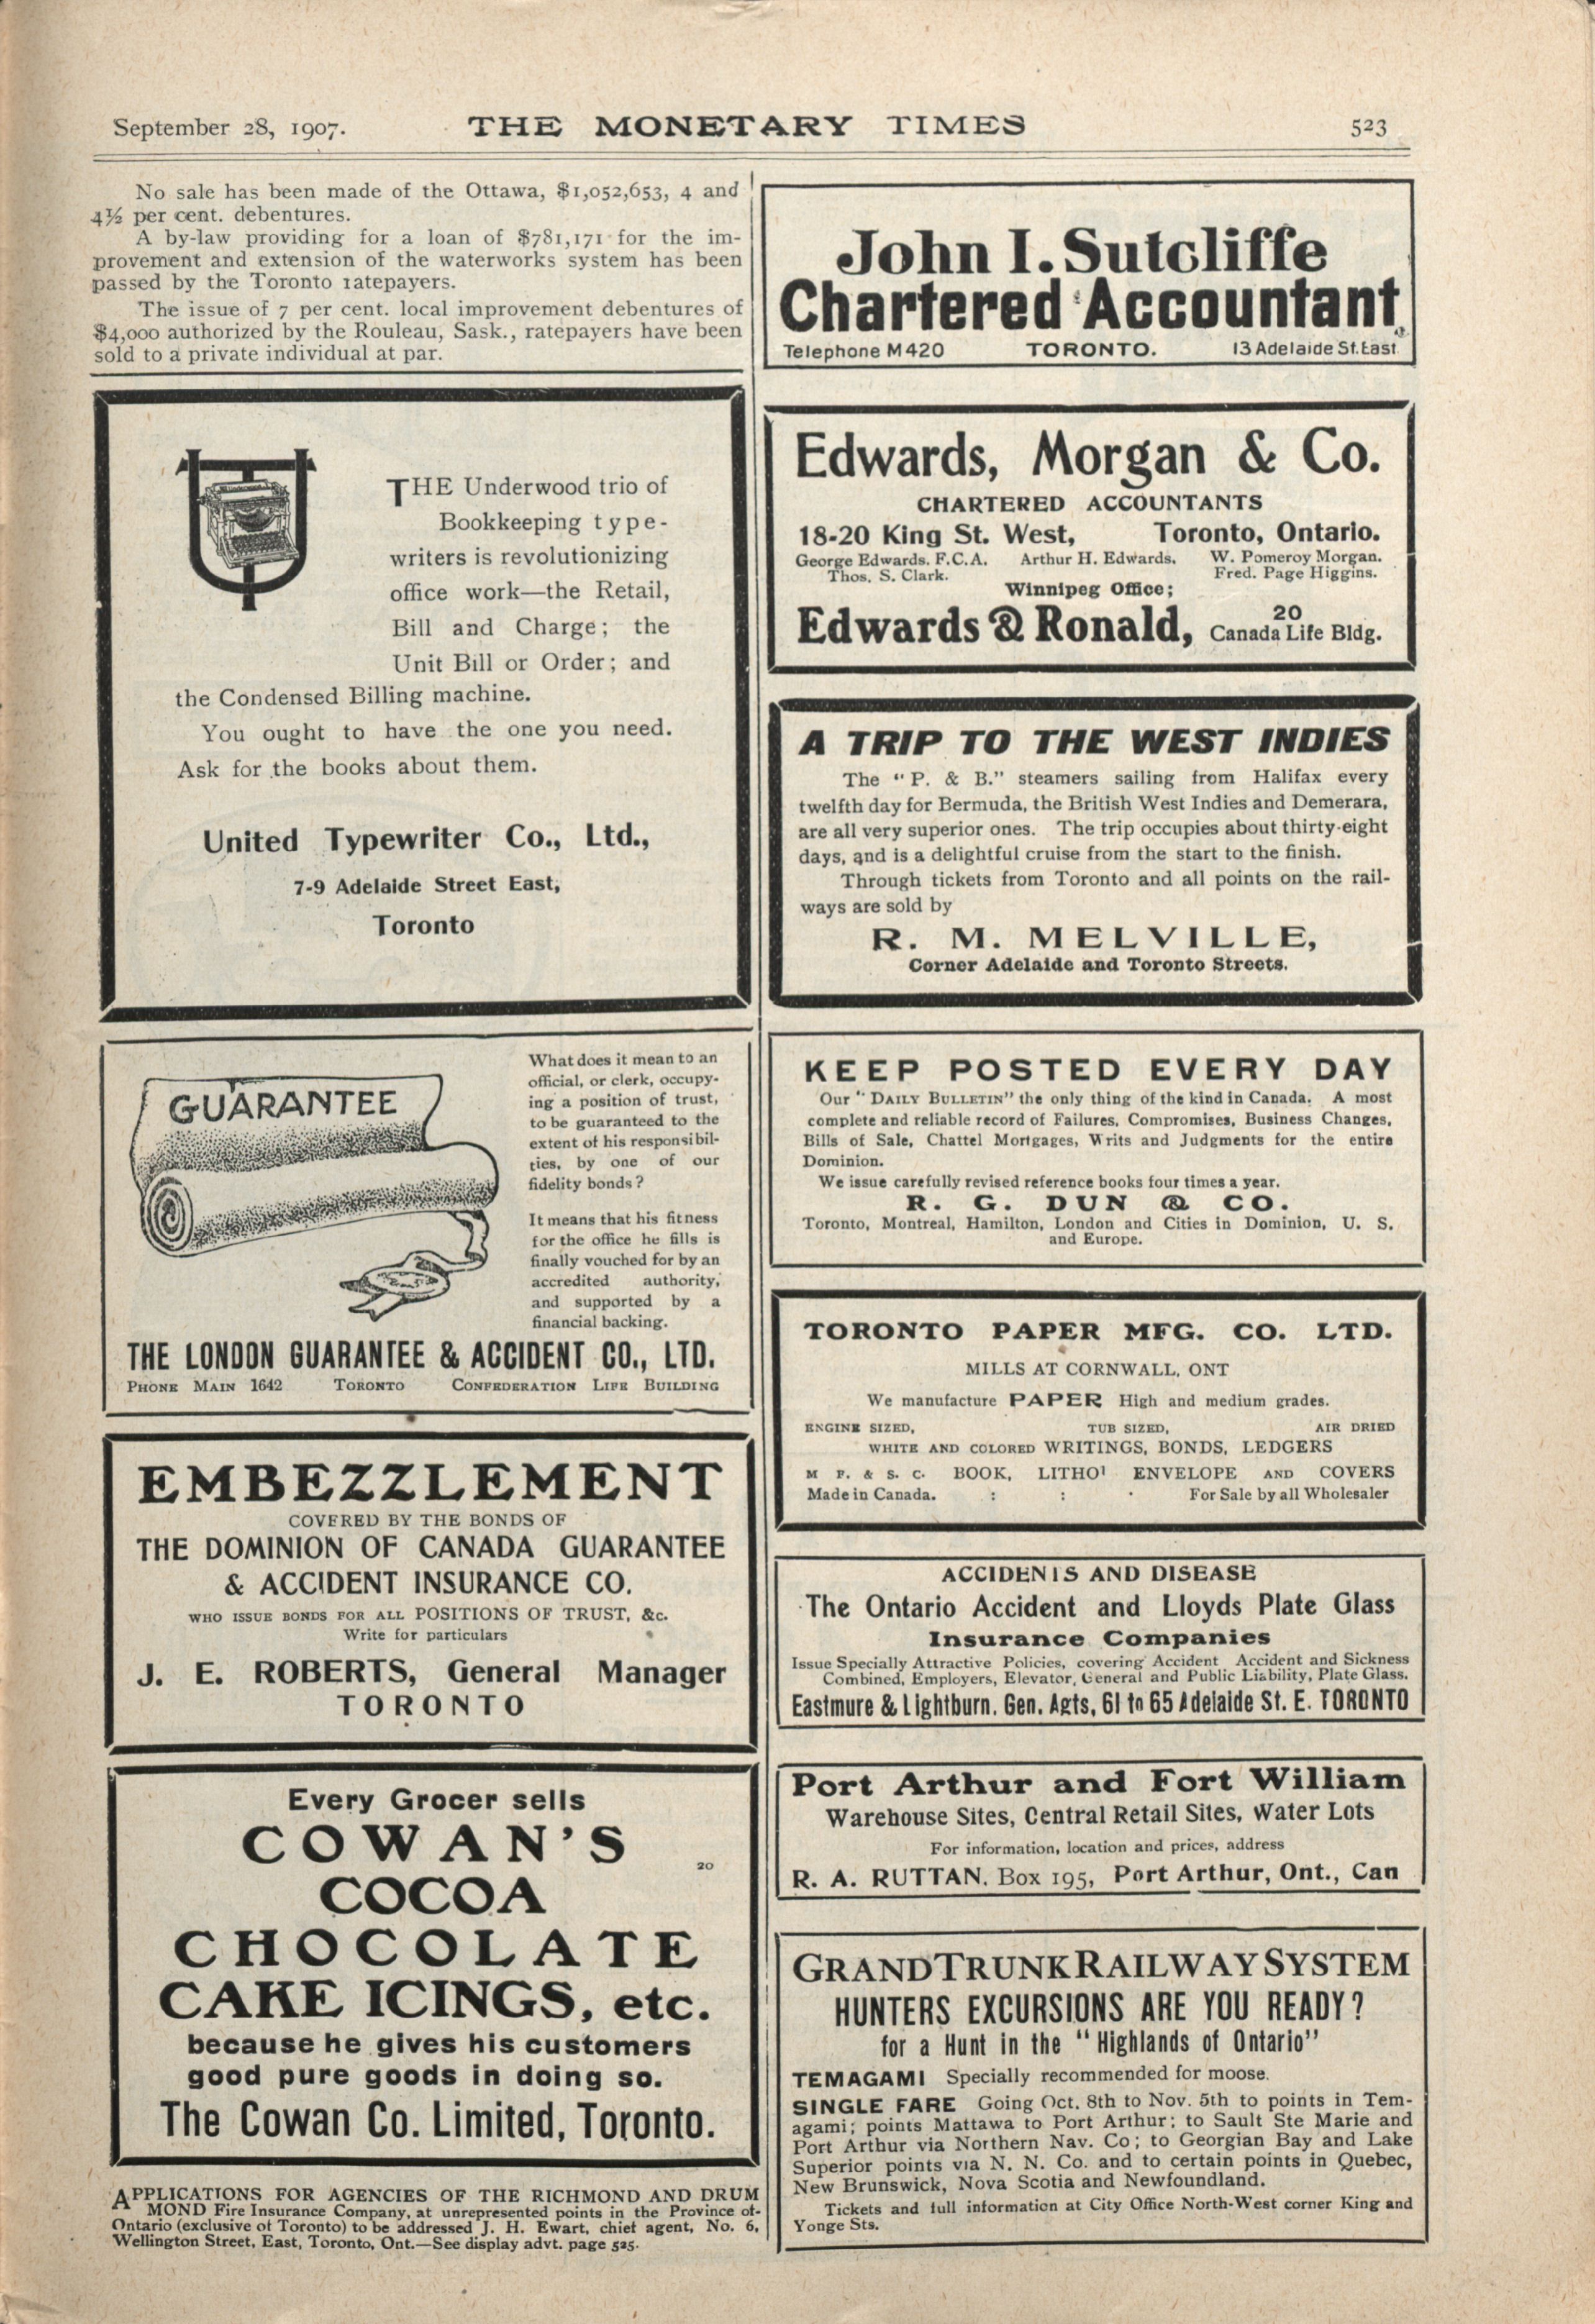 September 28, 1907.
THE MONETARY TIMES
523
No sale has been made of the Ottawa, $1,052,653, 4 and
4½ per cent. debentures.
A by-law providing for a loan of $781,171 for the im-
provement and extension of the waterworks system has been
passed by the Toronto ratepayers.
The issue of 7 per cent. local improvement debentures of
$4,000 authorized by the Rouleau, Sask., ratepayers have been
sold to a private individual at par.
THE Underwood trio of
Bookkeeping type-
writers is revolutionizing
office work—the Retail,
Bill and Charge; the
Unit Bill or Order; and
the Condensed Billing machine.
You ought to have the one you need.
Ask for the books about them.
United Typewriter Co., Ltd.,
7-9 Adelaide Street East,
Toronto
GUARANTEE
What does it mean to an
official, or clerk, occupy-
ing a position of trust,
to be guaranteed to the
extent of his responsibil-
ties, by one of our
fidelity bonds?
It means that his fitness
for the office he fills is
finally vouched for by an
accredited authority,
and supported by a
financial backing.
THE LONDON GUARANTEE & ACCIDENT CO., LTD.
PHONE MAIN 1642 TORONTO CONFEDERATION LIFE BUILDING
EMBEZZLEMENT
COVERED BY THE BONDS OF
THE DOMINION OF CANADA GUARANTEE
& ACCIDENT INSURANCE CO.
WHO ISSUE BONDS FOR ALL POSITIONS OF TRUST, &c.
Write for particulars
J. E. ROBERTS, General Manager
TORONTO
Every Grocer sells
COWAN'S
20
COCOA
CHOCOLATE
CAKE ICINGS, etc.
because he gives his customers
good pure goods in doing so.
The Cowan Co. Limited, Toronto.
APPLICATIONS FOR AGENCIES OF THE RICHMOND AND DRUM
MOND Fire Insurance Company, at unrepresented points in the Province of-
Ontario (exclusive of Toronto) to be addressed J. H. Ewart, chief agent, No. 6,
Wellington Street, East, Toronto, Ont.—See display advt. page 525.
John I. Sutcliffe
Chartered Accountant
Telephone M 420 TORONTO. 13 Adelaide St. East
Edwards, Morgan & Co.
CHARTERED ACCOUNTANTS
18-20 King St. West, Toronto, Ontario.
George Edwards. F.C.A. Arthur H. Edwards. W. Pomeroy Morgan.
Thos. S. Clark. Fred. Page Higgins.
Winnipeg Office;
Edwards & Ronald, 20 Canada Life Bldg.
A TRIP TO THE WEST INDIES
The "P. & B." steamers sailing from Halifax every
twelfth day for Bermuda, the British West Indies and Demerara,
are all very superior ones. The trip occupies about thirty-eight
days, and is a delightful cruise from the start to the finish.
Through tickets from Toronto and all points on the rail-
ways are sold by
R. M. MELVILLE,
Corner Adelaide and Toronto Streets.
KEEP POSTED EVERY DAY
Our "DAILY BULLETIN" the only thing of the kind in Canada. A most
complete and reliable record of Failures, Compromises, Business Changes,
Bills of Sale, Chattel Mortgages, Writs and Judgments for the entire
Dominion.
We issue carefully revised reference books four times a year.
R. G. DUN & CO.
Toronto, Montreal, Hamilton, London and Cities in Dominion, U. S.
and Europe.
TORONTO PAPER MFG. CO. LTD.
MILLS AT CORNWALL, ONT
We manufacture PAPER High and medium grades.
ENGINE SIZED, TUB SIZED, AIR DRIED
WHITE AND COLORED WRITINGS, BONDS, LEDGERS
M F. & S. C. BOOK, LITHO' ENVELOPE AND COVERS
Made in Canada. : : · For Sale by all Wholesaler
ACCIDENTS AND DISEASE
The Ontario Accident and Lloyds Plate Glass
Insurance Companies
Issue Specially Attractive Policies, covering Accident Accident and Sickness
Combined, Employers, Elevator, General and Public Liability, Plate Glass.
Eastmure & Lightburn. Gen. Agts, 61 to 65 Adelaide St. E. TORONTO
Port Arthur and Fort William
Warehouse Sites, Central Retail Sites, Water Lots
For information, location and prices, address
R. A. RUTTAN. Box 195, Port Arthur, Ont., Can
GRAND TRUNK RAILWAY SYSTEM
HUNTERS EXCURSIONS ARE YOU READY?
for a Hunt in the "Highlands of Ontario"
TEMAGAMI Specially recommended for moose.
SINGLE FARE Going Oct. 8th to Nov. 5th to points in Tem-
agami; points Mattawa to Port Arthur; to Sault Ste Marie and
Port Arthur via Northern Nav. Co; to Georgian Bay and Lake
Superior points via N. N. Co. and to certain points in Quebec,
New Brunswick, Nova Scotia and Newfoundland.
Tickets and full information at City Office North-West corner King and
Yonge Sts.